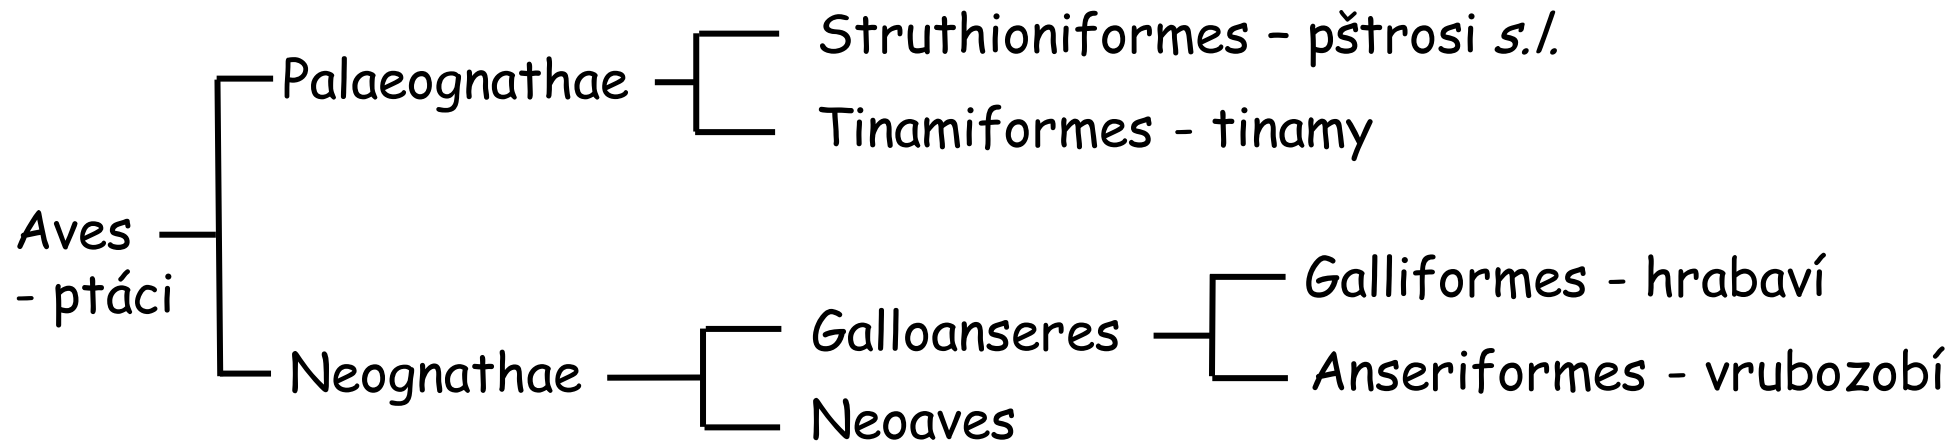 Struthioniformes – pštrosi s.l.
Palaeognathae
Tinamiformes - tinamy
Aves
- ptáci
Galliformes - hrabaví
Galloanseres
Neognathae
Anseriformes - vrubozobí
Neoaves